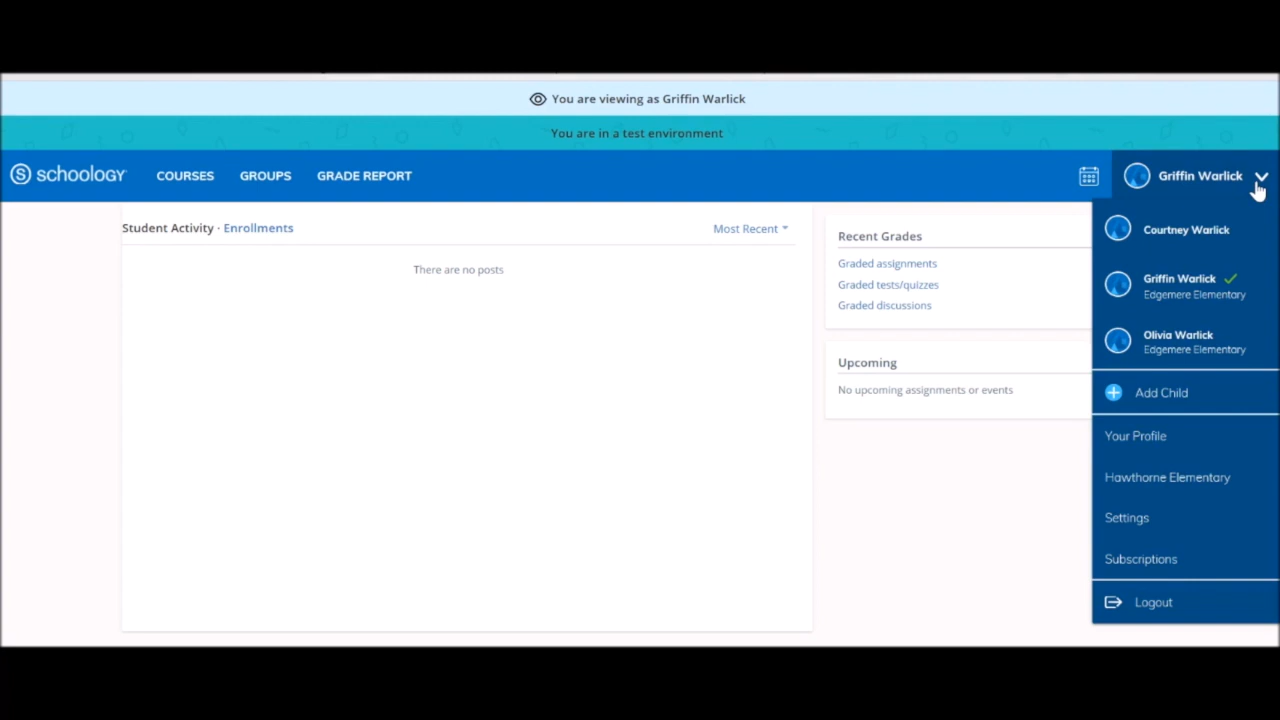 You are viewing as Griffin Warlick
You are in a test environment
S schoology
COURSES
GROUPS
GRADE REPORT
Griffin Warlick
Student Activity · Enrollments
Most Recent
There are no posts
Recent Grades
Graded assignments
Graded tests/quizzes
Graded discussions
Upcoming
No upcoming assignments or events
Courtney Warlick
Griffin Warlick
Edgemere Elementary
Olivia Warlick
Edgemere Elementary
Add Child
Your Profile
Hawthorne Elementary
Settings
Subscriptions
Logout